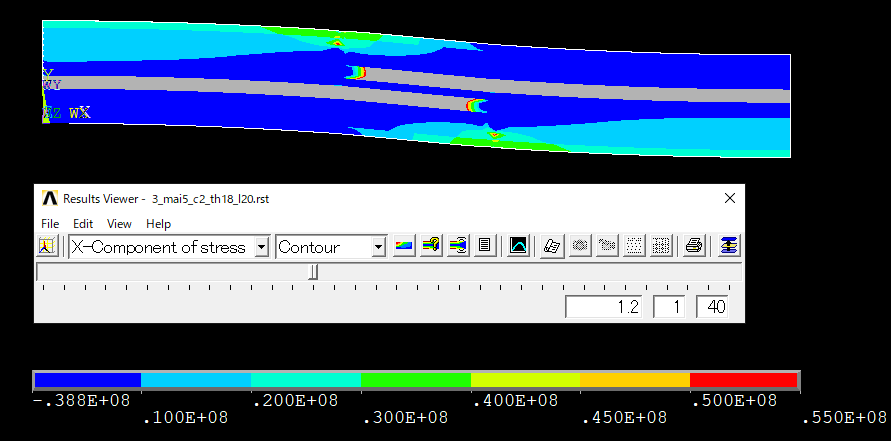 Y
WY
wX
Results Viewer - 3_mai5_c2_th18_l20.rst
File Edit View Help
X-Component of stress Contour
1.2 1 40
-.388E+08 .200E+08 .400E+08 .500E+08
.100E+08 .300E+08 .450E+08 .550E+08